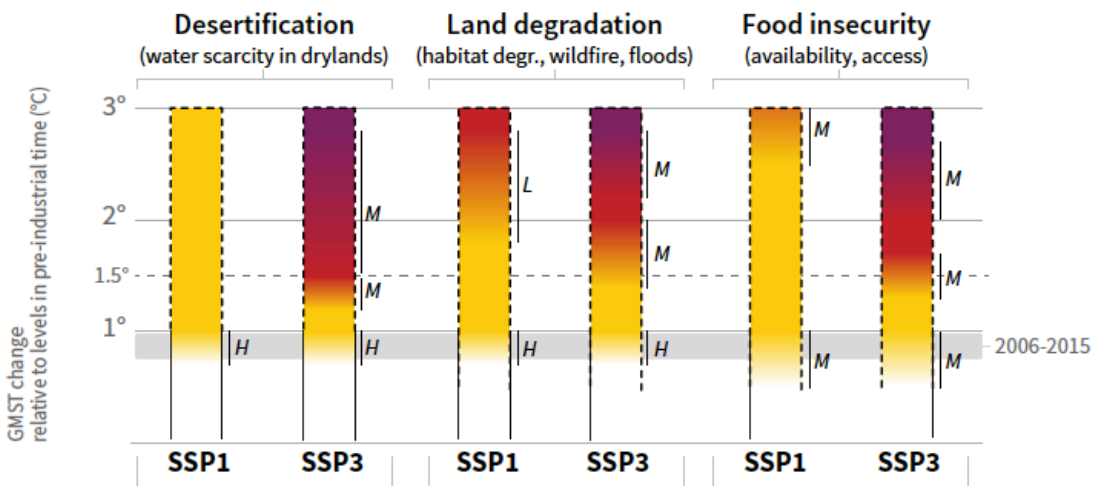 Desertification
(water scarcity in drylands)
Land degradation
(habitat degr., wildfire, floods)
Food insecurity
(availability, access)
GMST change
relative to levels in pre-industrial time (°C)
3°
2°
1.5°
1°
M
M
H
H
L
H
M
M
H
M
M
M
M
M
2006-2015
SSP1
SSP3
SSP1
SSP3
SSP1
SSP3